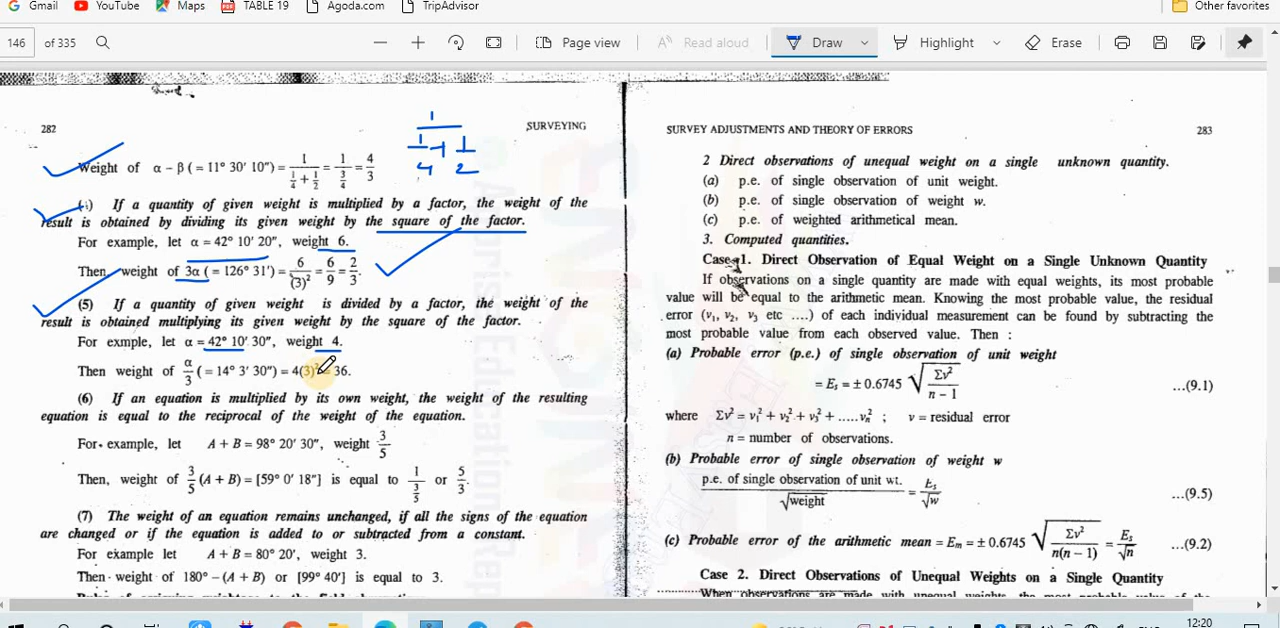 Gmail YouTube Maps TABLE 19 Agoda.com TripAdvisor Other favorites
146 of 335 Page view Read aloud Draw Highlight Erase
282 SURVEYING
1
1/4 + 1/2
Weight of α − β (= 11° 30′ 10″) = 1/(1/4 + 1/2) = 1/(3/4) = 4/3
If a quantity of given weight is multiplied by a factor, the weight of the
result is obtained by dividing its given weight by the square of the factor.
For example, let α = 42° 10′ 20″, weight 6.
Then, weight of 3α (= 126° 31′) = 6/(3)² = 6/9 = 2/3.
(5) If a quantity of given weight is divided by a factor, the weight of the
result is obtained multiplying its given weight by the square of the factor.
For exmple, let α = 42° 10′ 30″, weight 4.
Then weight of α/3 (= 14° 3′ 30″) = 4(3)² = 36.
(6) If an equation is multiplied by its own weight, the weight of the resulting
equation is equal to the reciprocal of the weight of the equation.
For example, let A + B = 98° 20′ 30″, weight 3/5
Then, weight of 3/5 (A + B) = [59° 0′ 18″] is equal to 1/(3/5) or 5/3.
(7) The weight of an equation remains unchanged, if all the signs of the equation
are changed or if the equation is added to or subtracted from a constant.
For example let A + B = 80° 20′, weight 3.
Then weight of 180° − (A + B) or [99° 40′] is equal to 3.
SURVEY ADJUSTMENTS AND THEORY OF ERRORS 283
2 Direct observations of unequal weight on a single unknown quantity.
(a) p.e. of single observation of unit weight.
(b) p.e. of single observation of weight w.
(c) p.e. of weighted arithmetical mean.
3. Computed quantities.
Case 1. Direct Observation of Equal Weight on a Single Unknown Quantity
If observations on a single quantity are made with equal weights, its most probable
value will be equal to the arithmetic mean. Knowing the most probable value, the residual
error (v₁, v₂, v₃ etc ....) of each individual measurement can be found by subtracting the
most probable value from each observed value. Then :
(a) Probable error (p.e.) of single observation of unit weight
= Eₛ = ± 0.6745 √(Σv²/(n − 1)) ...(9.1)
where Σv² = v₁² + v₂² + v₃² + .....vₙ² ; v = residual error
n = number of observations.
(b) Probable error of single observation of weight w
p.e. of single observation of unit wt./√weight = Eₛ/√w ...(9.5)
(c) Probable error of the arithmetic mean = Eₘ = ± 0.6745 √(Σv²/(n(n − 1))) = Eₛ/√n ...(9.2)
Case 2. Direct Observations of Unequal Weights on a Single Quantity
When observations are made with unequal weights, the most probable value of the
12:20